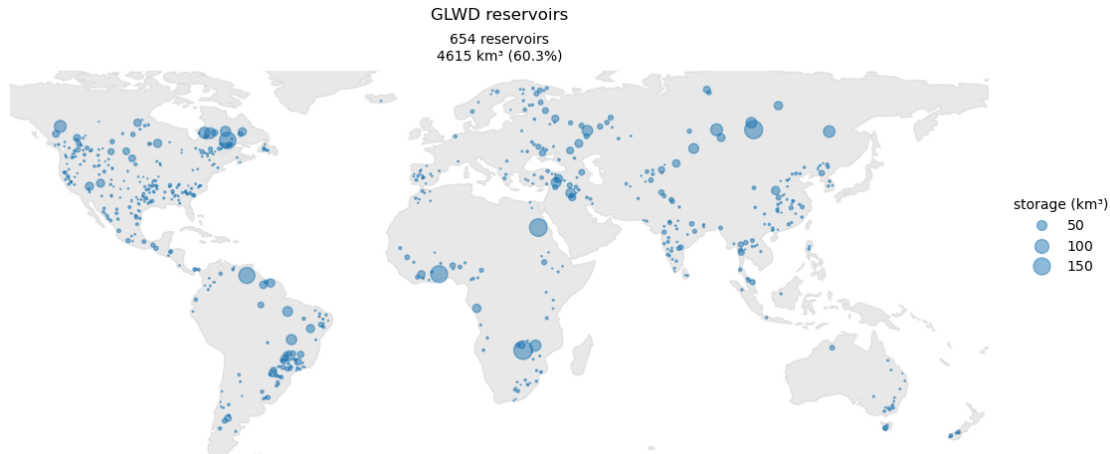 GLWD reservoirs
654 reservoirs
4615 km³ (60.3%)
storage (km³)
50
100
150